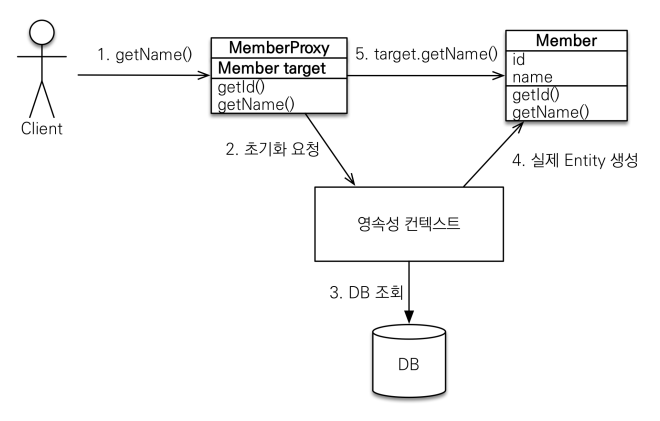 1. getName()
MemberProxy
Member target
getId()
getName()
5. target.getName()
Member
id
name
getId()
getName()
Client
2. 초기화 요청
4. 실제 Entity 생성
영속성 컨텍스트
3. DB 조회
DB